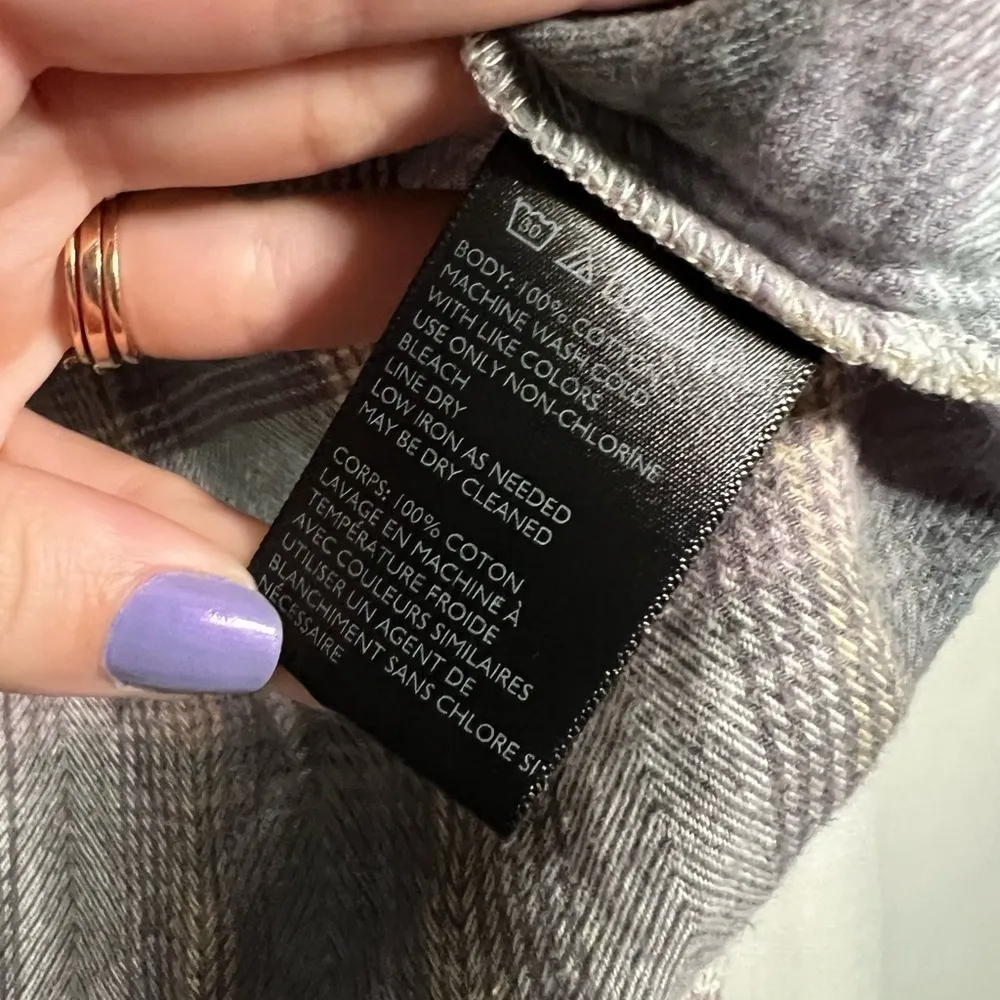 30
BODY: 100% COTTON
MACHINE WASH COLD
WITH LIKE COLORS
USE ONLY NON-CHLORINE
BLEACH
LINE DRY
LOW IRON AS NEEDED
MAY BE DRY CLEANED
CORPS: 100% COTON
LAVAGE EN MACHINE À
TEMPÉRATURE FROIDE
AVEC COULEURS SIMILAIRES
UTILISER UN AGENT DE
BLANCHIMENT SANS CHLORE SI
NÉCESSAIRE